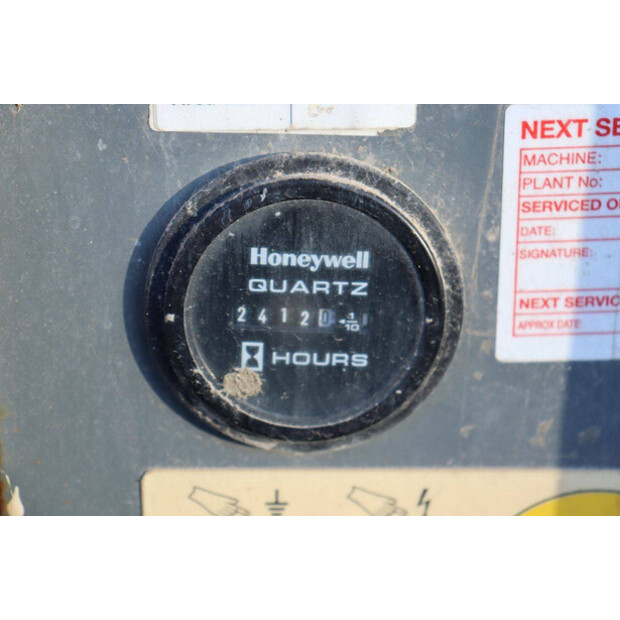 Honeywell
QUARTZ
2412 1/10
HOURS
NEXT SE
MACHINE:
PLANT No:
SERVICED O
DATE:
SIGNATURE:
NEXT SERVIC
APPROX DATE: